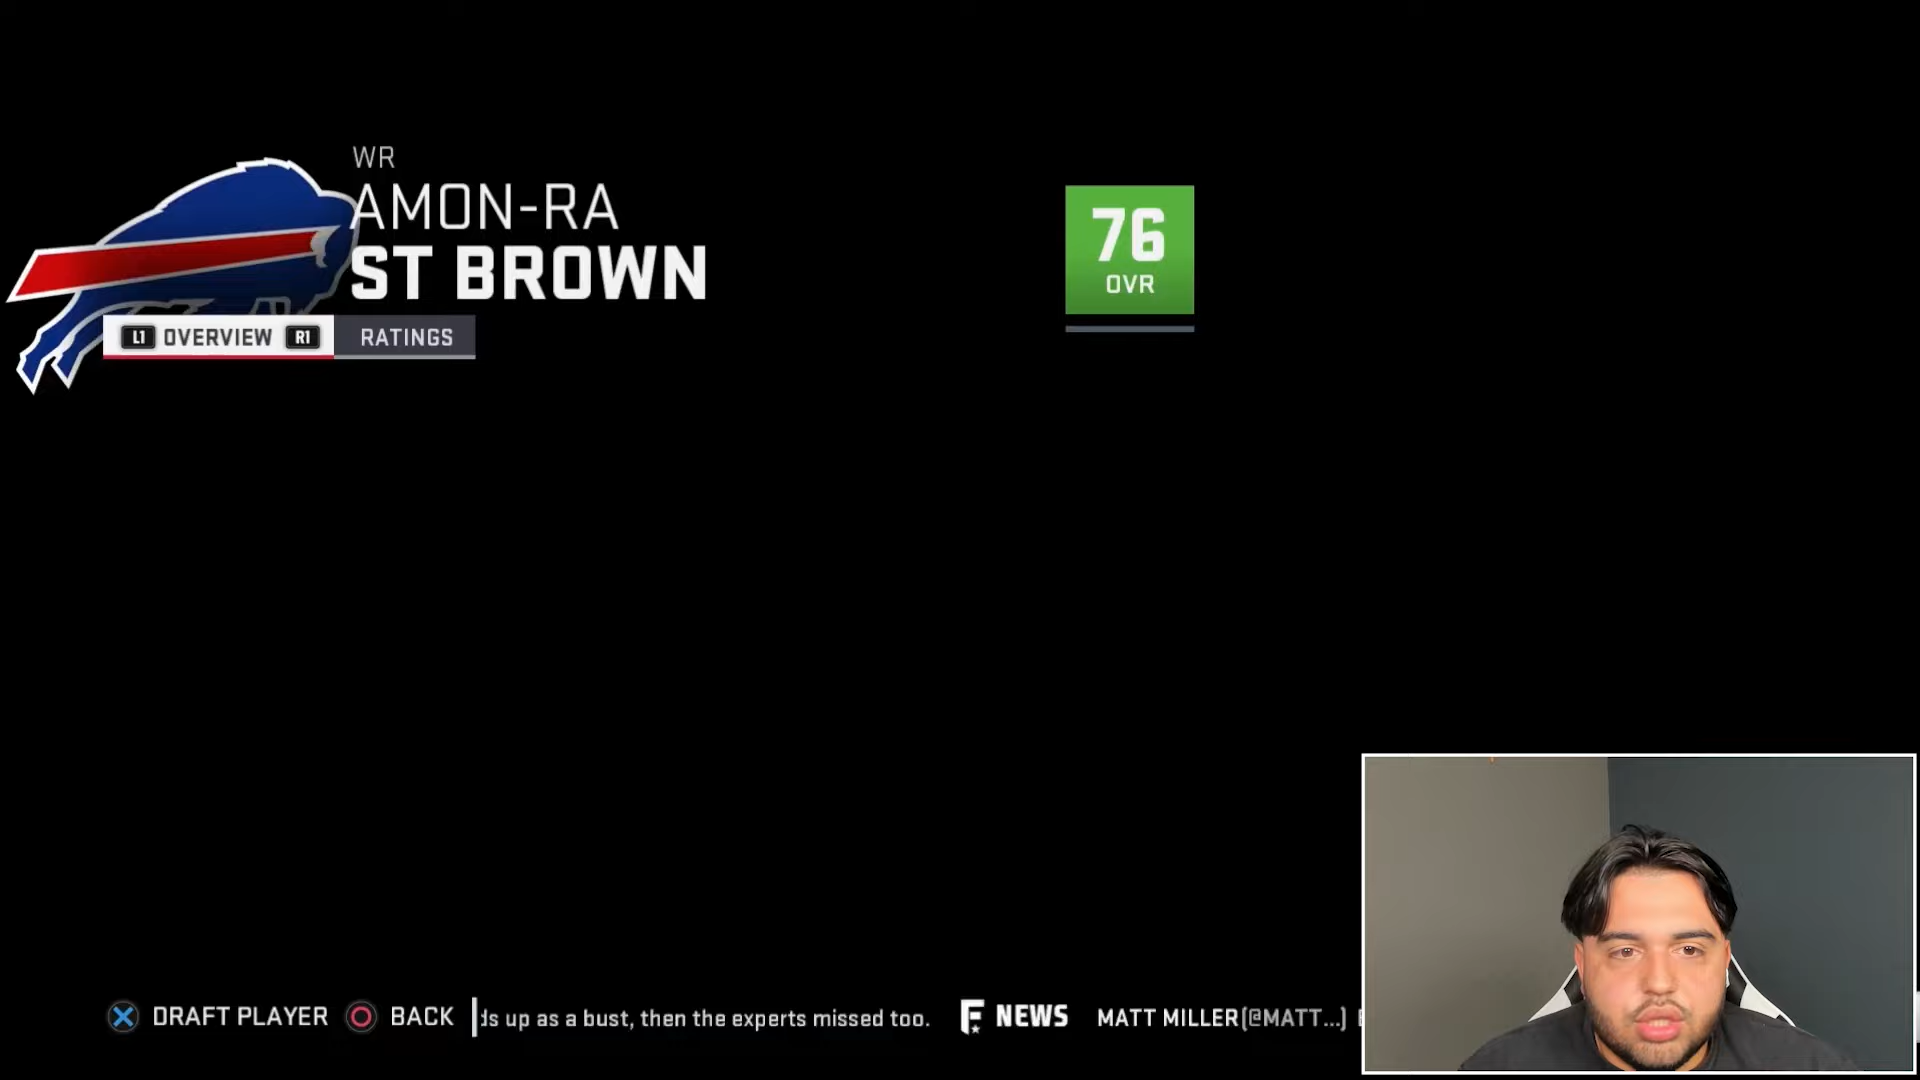 WR
AMON-RA
ST BROWN
76
OVR
L1 OVERVIEW R1 RATINGS
DRAFT PLAYER BACK ds up as a bust, then the experts missed too. NEWS MATT MILLER(@MATT...)